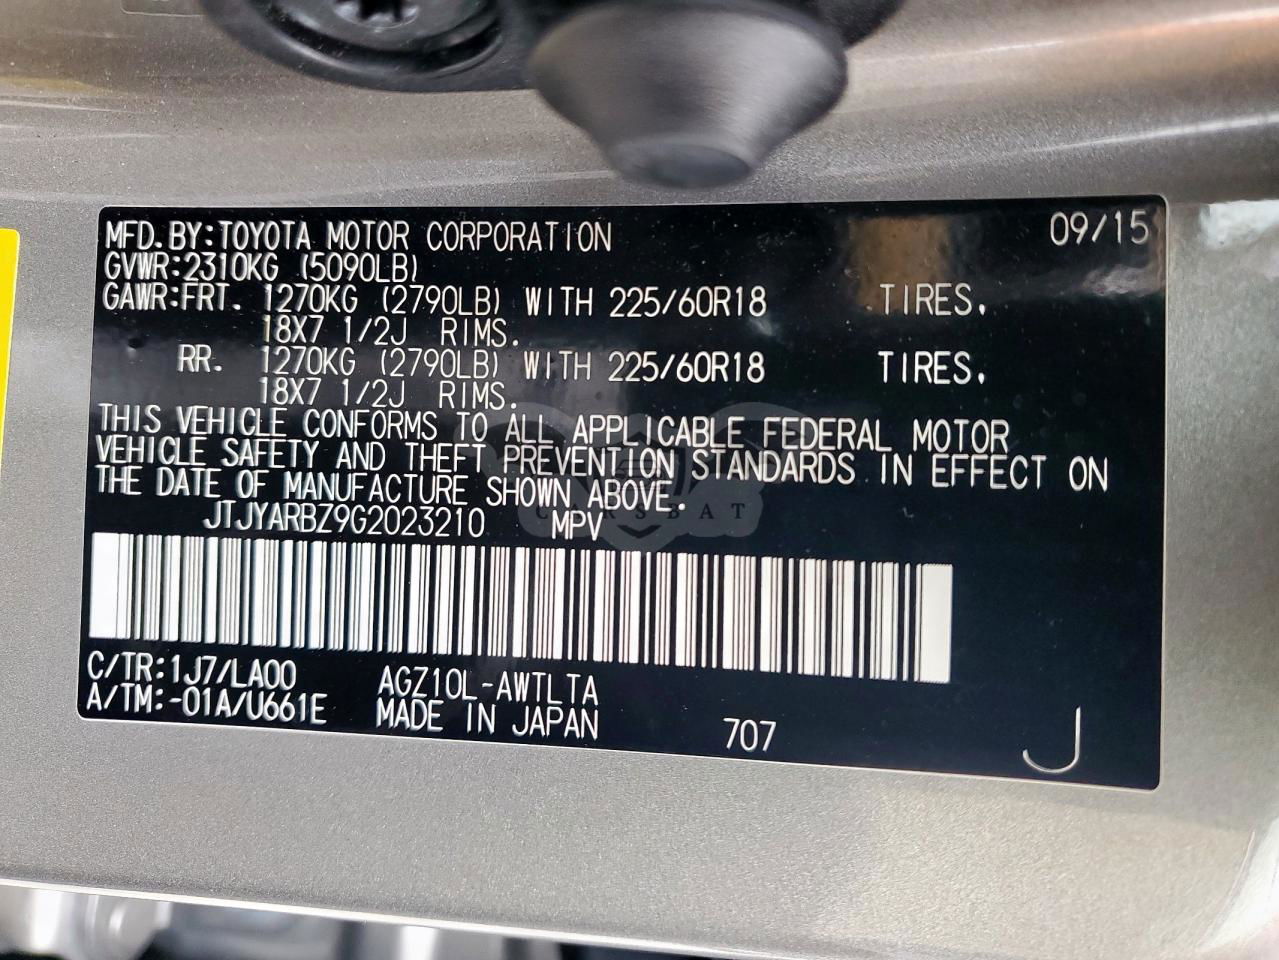 MFD.BY:TOYOTA MOTOR CORPORATION 09/15
GVWR:2310KG (5090LB)
GAWR:FRT. 1270KG (2790LB) WITH 225/60R18 TIRES.
18X7 1/2J RIMS.
RR. 1270KG (2790LB) WITH 225/60R18 TIRES.
18X7 1/2J RIMS.
THIS VEHICLE CONFORMS TO ALL APPLICABLE FEDERAL MOTOR
VEHICLE SAFETY AND THEFT PREVENTION STANDARDS IN EFFECT ON
THE DATE OF MANUFACTURE SHOWN ABOVE.
JTJYARBZ9G2023210 MPV
CARSBAT
C/TR:1J7/LA00 AGZ10L-AWTLTA
A/TM:-01A/U661E MADE IN JAPAN 707 J